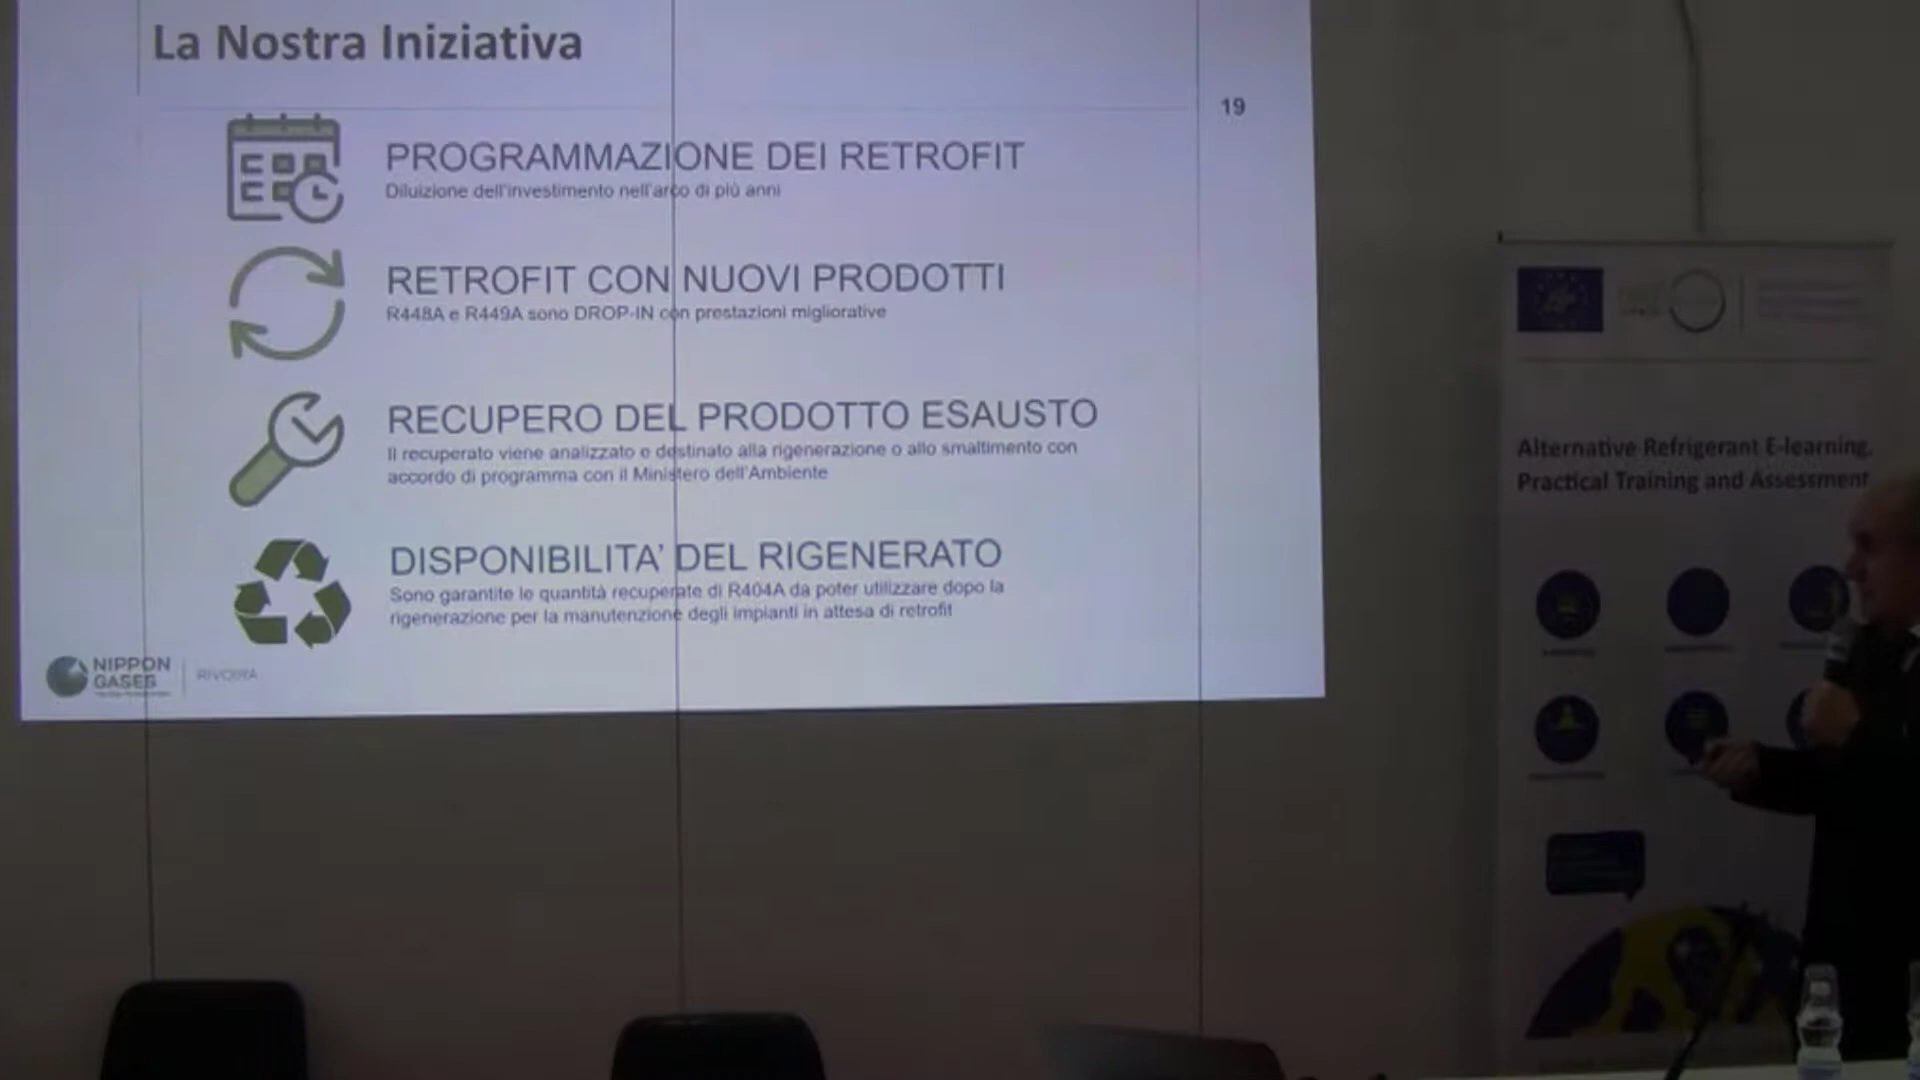 La Nostra Iniziativa
19
PROGRAMMAZIONE DEI RETROFIT
Diluizione dell'investimento nell'arco di più anni
RETROFIT CON NUOVI PRODOTTI
R448A e R449A sono DROP-IN con prestazioni migliorative
RECUPERO DEL PRODOTTO ESAUSTO
Il recuperato viene analizzato e destinato alla rigenerazione o allo smaltimento con
accordo di programma con il Ministero dell'Ambiente
DISPONIBILITA' DEL RIGENERATO
Sono garantite le quantità recuperate di R404A da poter utilizzare dopo la
rigenerazione per la manutenzione degli impianti in attesa di retrofit
NIPPON
GASES
RIVOIRA
Alternative Refrigerant E-learning,
Practical Training and Assessment